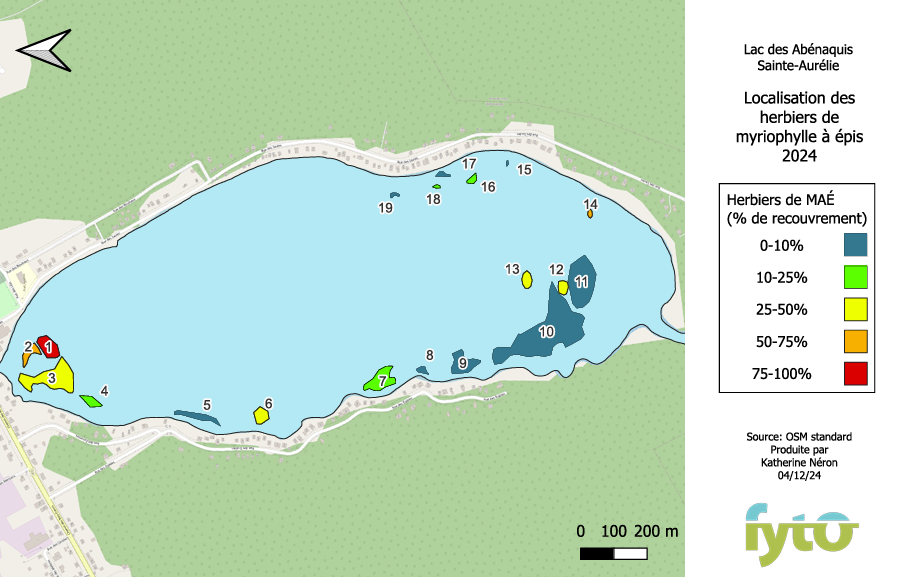 Lac des Abénaquis
Sainte-Aurélie
Localisation des
herbiers de
myriophylle à épis
2024
Herbiers de MAÉ
(% de recouvrement)
0-10%
10-25%
25-50%
50-75%
75-100%
Source: OSM standard
Produite par
Katherine Néron
04/12/24
fyto
17
15
16
18
19
14
13
12
11
10
2
1
3
4
5
6
7
8
9
0 100 200 m